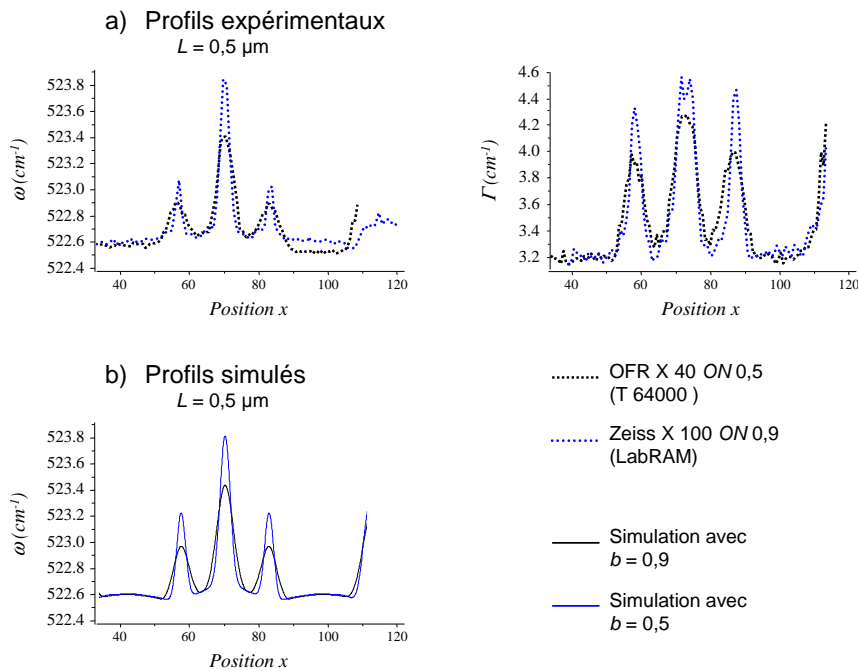 a) Profils expérimentaux
L = 0,5 µm
523.8
523.6
523.4
523.2
523.0
522.8
522.6
522.4
ω (cm-1)
40 60 80 100 120
Position x
4.6
4.4
4.2
4.0
3.8
3.6
3.4
3.2
3.0
Γ (cm-1)
40 60 80 100 120
Position x
b) Profils simulés
L = 0,5 µm
523.8
523.6
523.4
523.2
523.0
522.8
522.6
522.4
ω (cm-1)
40 60 80 100 120
Position x
OFR X 40 ON 0,5
(T 64000 )
Zeiss X 100 ON 0,9
(LabRAM)
Simulation avec
b = 0,9
Simulation avec
b = 0,5